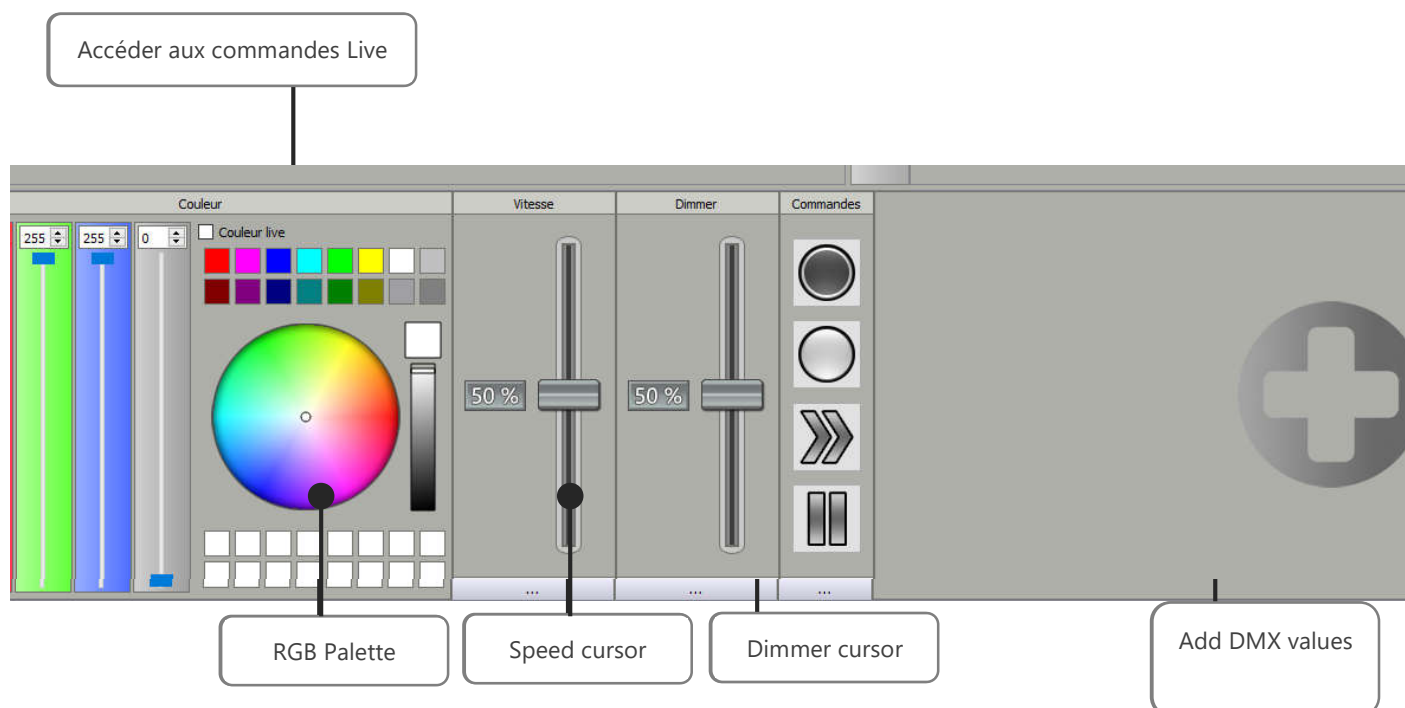 Accéder aux commandes Live
Couleur
Vitesse
Dimmer
Commandes
255
255
0
Couleur live
50 %
50 %
...
...
...
RGB Palette
Speed cursor
Dimmer cursor
Add DMX values